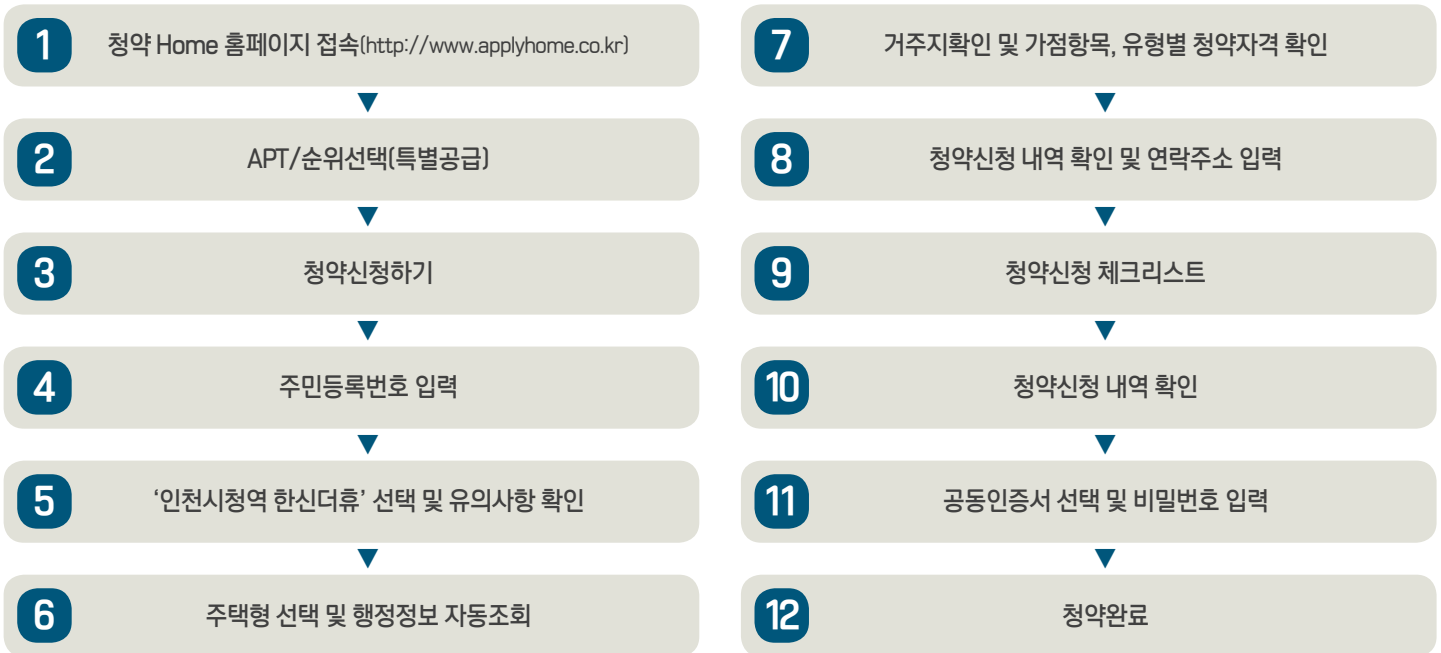 1 청약 Home 홈페이지 접속(http://www.applyhome.co.kr)
2 APT/순위선택(특별공급)
3 청약신청하기
4 주민등록번호 입력
5 ‘인천시청역 한신더휴’ 선택 및 유의사항 확인
6 주택형 선택 및 행정정보 자동조회
7 거주지확인 및 가점항목, 유형별 청약자격 확인
8 청약신청 내역 확인 및 연락주소 입력
9 청약신청 체크리스트
10 청약신청 내역 확인
11 공동인증서 선택 및 비밀번호 입력
12 청약완료